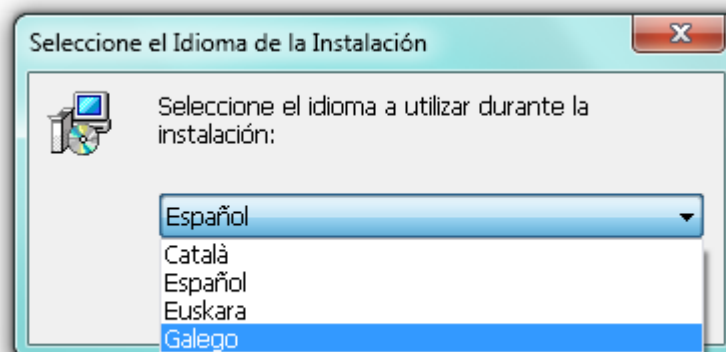 Seleccione el Idioma de la Instalación
Seleccione el idioma a utilizar durante la
instalación:
Español
Català
Español
Euskara
Galego